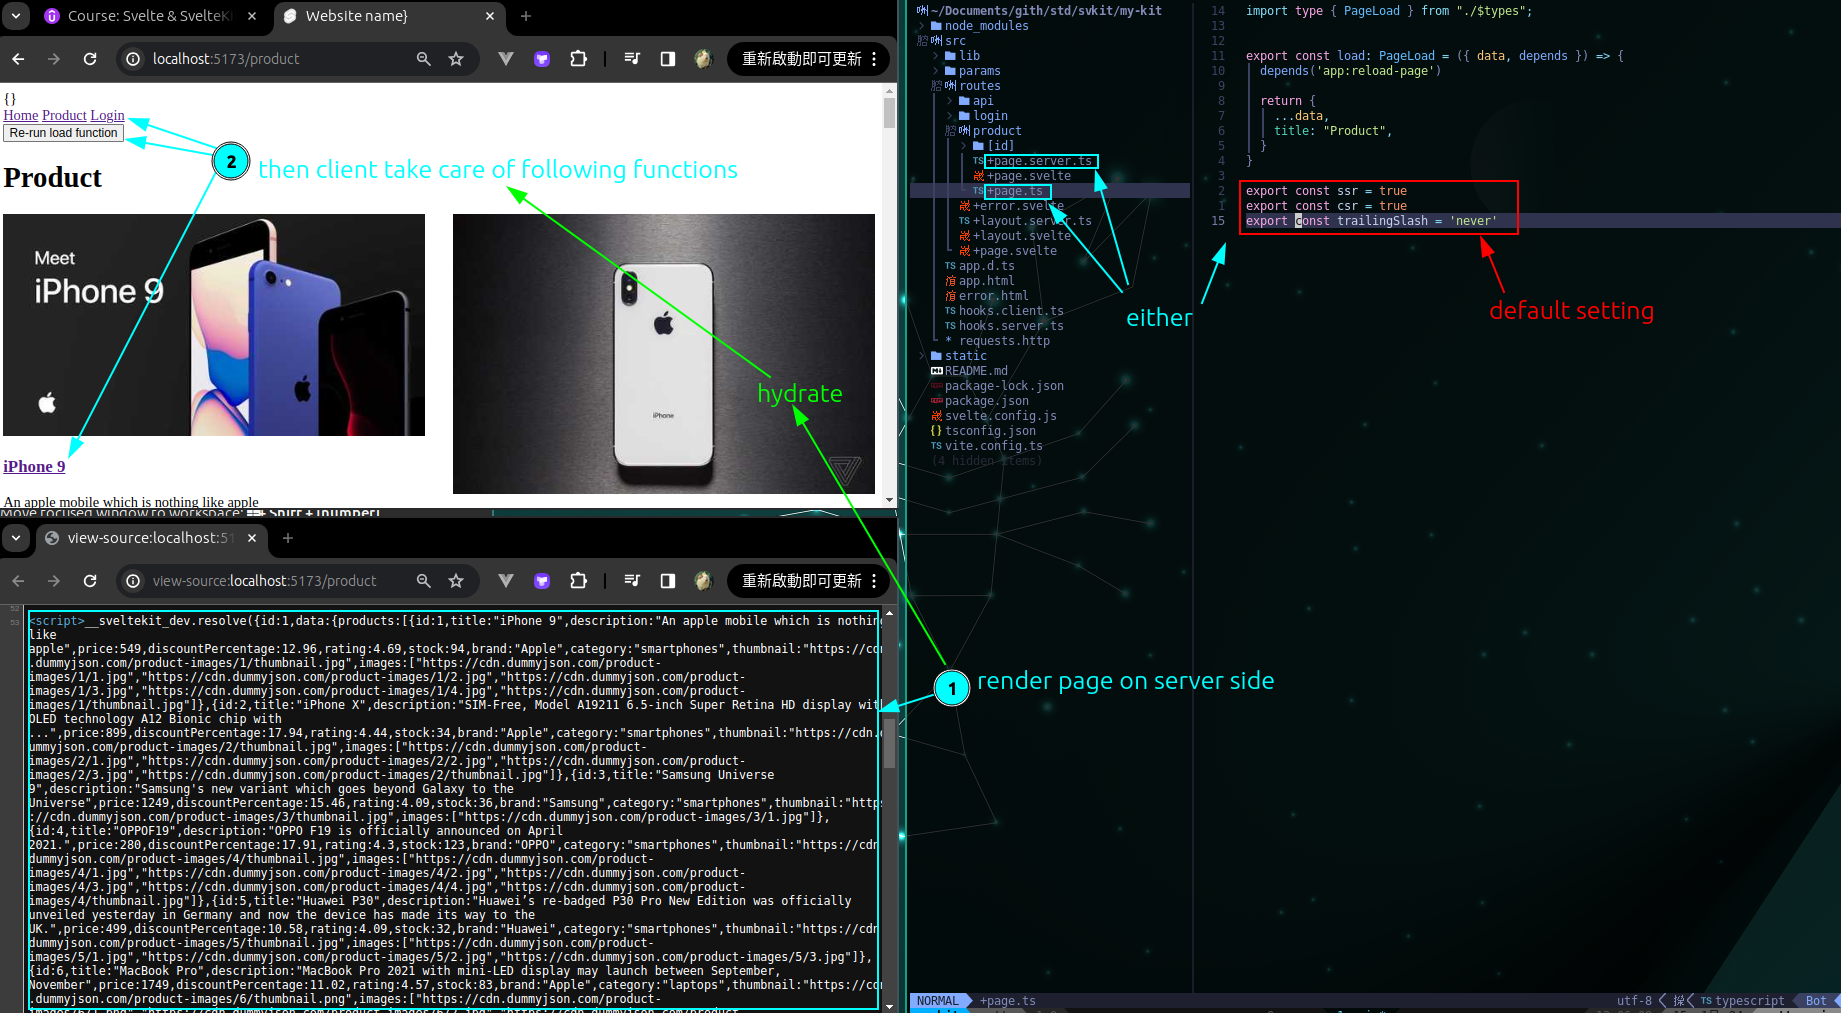 Course: Svelte & SvelteKi
Website name}
localhost:5173/product
重新啟動即可更新
{}
Home Product Login
Re-run load function
2
then client take care of following functions
Product
Meet
iPhone 9
iPhone
hydrate
iPhone 9
An apple mobile which is nothing like apple
Move focused window to workspace:
+ Shift + [number]
view-source:localhost:51
view-source:localhost:5173/product
重新啟動即可更新
52
53
<script>__sveltekit_dev.resolve({id:1,data:{products:[{id:1,title:"iPhone 9",description:"An apple mobile which is nothing
like
apple",price:549,discountPercentage:12.96,rating:4.69,stock:94,brand:"Apple",category:"smartphones",thumbnail:"https://cdn
.dummyjson.com/product-images/1/thumbnail.jpg",images:["https://cdn.dummyjson.com/product-
images/1/1.jpg","https://cdn.dummyjson.com/product-images/1/2.jpg","https://cdn.dummyjson.com/product-
images/1/3.jpg","https://cdn.dummyjson.com/product-images/1/4.jpg","https://cdn.dummyjson.com/product-
images/1/thumbnail.jpg"]},{id:2,title:"iPhone X",description:"SIM-Free, Model A19211 6.5-inch Super Retina HD display with
OLED technology A12 Bionic chip with
...",price:899,discountPercentage:17.94,rating:4.44,stock:34,brand:"Apple",category:"smartphones",thumbnail:"https://cdn.d
ummyjson.com/product-images/2/thumbnail.jpg",images:["https://cdn.dummyjson.com/product-
images/2/1.jpg","https://cdn.dummyjson.com/product-images/2/2.jpg","https://cdn.dummyjson.com/product-
images/2/3.jpg","https://cdn.dummyjson.com/product-images/2/thumbnail.jpg"]},{id:3,title:"Samsung Universe
9",description:"Samsung's new variant which goes beyond Galaxy to the
Universe",price:1249,discountPercentage:15.46,rating:4.09,stock:36,brand:"Samsung",category:"smartphones",thumbnail:"https
://cdn.dummyjson.com/product-images/3/thumbnail.jpg",images:["https://cdn.dummyjson.com/product-images/3/1.jpg"]},
{id:4,title:"OPPOF19",description:"OPPO F19 is officially announced on April
2021.",price:280,discountPercentage:17.91,rating:4.3,stock:123,brand:"OPPO",category:"smartphones",thumbnail:"https://cdn.
dummyjson.com/product-images/4/thumbnail.jpg",images:["https://cdn.dummyjson.com/product-
images/4/1.jpg","https://cdn.dummyjson.com/product-images/4/2.jpg","https://cdn.dummyjson.com/product-
images/4/3.jpg","https://cdn.dummyjson.com/product-images/4/4.jpg","https://cdn.dummyjson.com/product-
images/4/thumbnail.jpg"]},{id:5,title:"Huawei P30",description:"Huawei’s re-badged P30 Pro New Edition was officially
unveiled yesterday in Germany and now the device has made its way to the
UK.",price:499,discountPercentage:10.58,rating:4.09,stock:32,brand:"Huawei",category:"smartphones",thumbnail:"https://cdn.
dummyjson.com/product-images/5/thumbnail.jpg",images:["https://cdn.dummyjson.com/product-
images/5/1.jpg","https://cdn.dummyjson.com/product-images/5/2.jpg","https://cdn.dummyjson.com/product-images/5/3.jpg"]},
{id:6,title:"MacBook Pro",description:"MacBook Pro 2021 with mini-LED display may launch between September,
November",price:1749,discountPercentage:11.02,rating:4.57,stock:83,brand:"Apple",category:"laptops",thumbnail:"https://cdn
.dummyjson.com/product-images/6/thumbnail.png",images:["https://cdn.dummyjson.com/product-
1
render page on server side
~/Documents/gith/std/svkit/my-kit
node_modules
src
lib
params
routes
api
login
product
[id]
TS +page.server.ts
+page.svelte
TS +page.ts
+error.svelte
TS +layout.server.ts
+layout.svelte
+page.svelte
TS app.d.ts
app.html
error.html
TS hooks.client.ts
TS hooks.server.ts
* requests.http
static
README.md
package-lock.json
package.json
svelte.config.js
{} tsconfig.json
TS vite.config.ts
(4 hidden items)
either
14 import type { PageLoad } from "./$types";
13
12
11 export const load: PageLoad = ({ data, depends }) => {
10 depends('app:reload-page')
9
8 return {
7 ...data,
6 title: "Product",
5 }
4 }
3
2 export const ssr = true
1 export const csr = true
15 export const trailingSlash = 'never'
default setting
NORMAL +page.ts
utf-8 TS typescript Bot